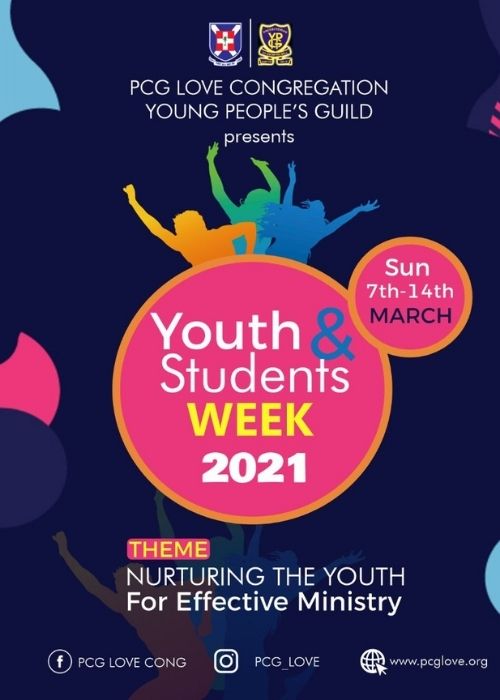 PCG LOVE CONGREGATION
YOUNG PEOPLE'S GUILD
presents
Sun
7th-14th
MARCH
Youth &
Students
WEEK
2021
THEME
NURTURING THE YOUTH
For Effective Ministry
PCG LOVE CONG
PCG_LOVE
www.pcglove.org